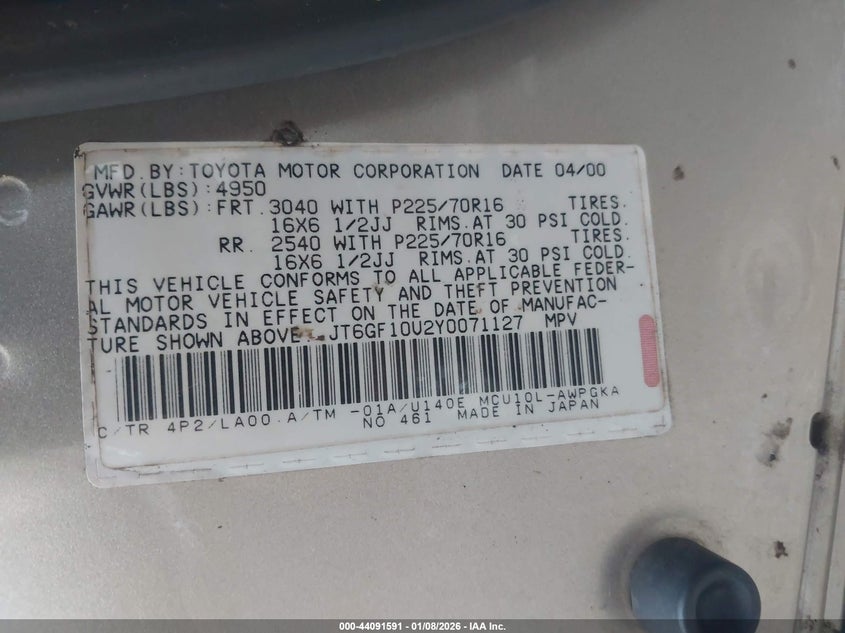 MFD. BY: TOYOTA MOTOR CORPORATION DATE 04/00
GVWR(LBS): 4950
GAWR(LBS): FRT. 3040 WITH P225/70R16 TIRES.
16X6 1/2JJ RIMS. AT 30 PSI COLD.
RR. 2540 WITH P225/70R16 TIRES.
16X6 1/2JJ RIMS. AT 30 PSI COLD.
THIS VEHICLE CONFORMS TO ALL APPLICABLE FEDER-
AL MOTOR VEHICLE SAFETY AND THEFT PREVENTION
STANDARDS IN EFFECT ON THE DATE OF MANUFAC-
TURE SHOWN ABOVE. JT6GF10U2Y0071127 MPV
C/TR 4P2/LA00 A/TM -01A/U140E MCU10L-AWPGKA
NO 461 MADE IN JAPAN
000-44091591 - 01/08/2026 - IAA Inc.